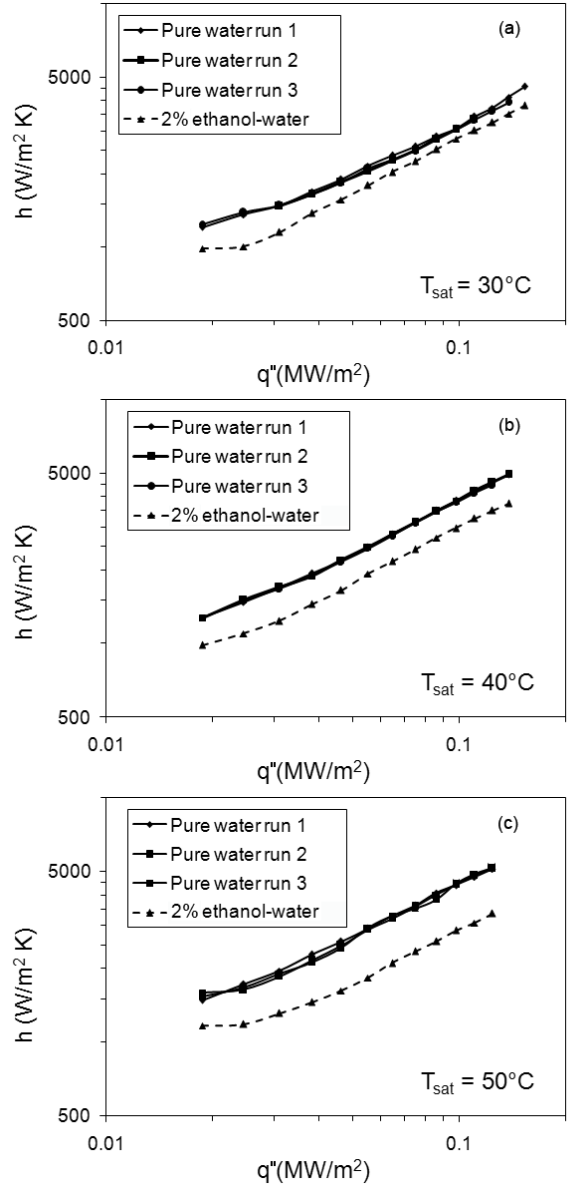 (a)
Pure water run 1
Pure water run 2
Pure water run 3
2% ethanol-water
5000
500
h (W/m² K)
T_sat = 30°C
0.01
0.1
q"(MW/m²)
(b)
Pure water run 1
Pure water run 2
Pure water run 3
2% ethanol-water
5000
500
h (W/m² K)
T_sat = 40°C
0.01
0.1
q"(MW/m²)
(c)
Pure water run 1
Pure water run 2
Pure water run 3
2% ethanol-water
5000
500
h (W/m² K)
T_sat = 50°C
0.01
0.1
q"(MW/m²)